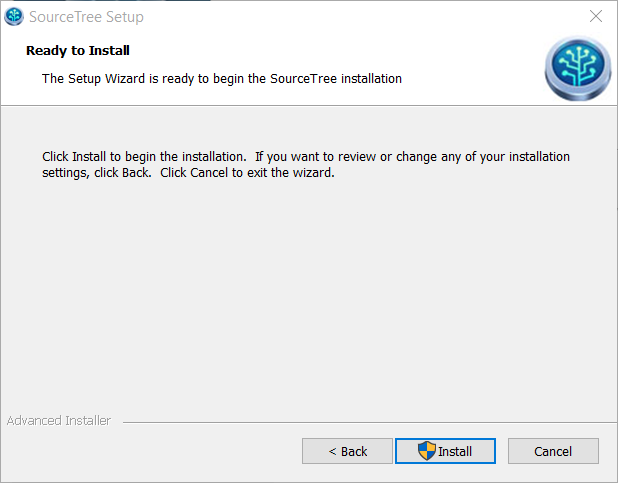 SourceTree Setup
Ready to Install
The Setup Wizard is ready to begin the SourceTree installation
Click Install to begin the installation.  If you want to review or change any of your installation
settings, click Back.  Click Cancel to exit the wizard.
Advanced Installer
< Back
Install
Cancel